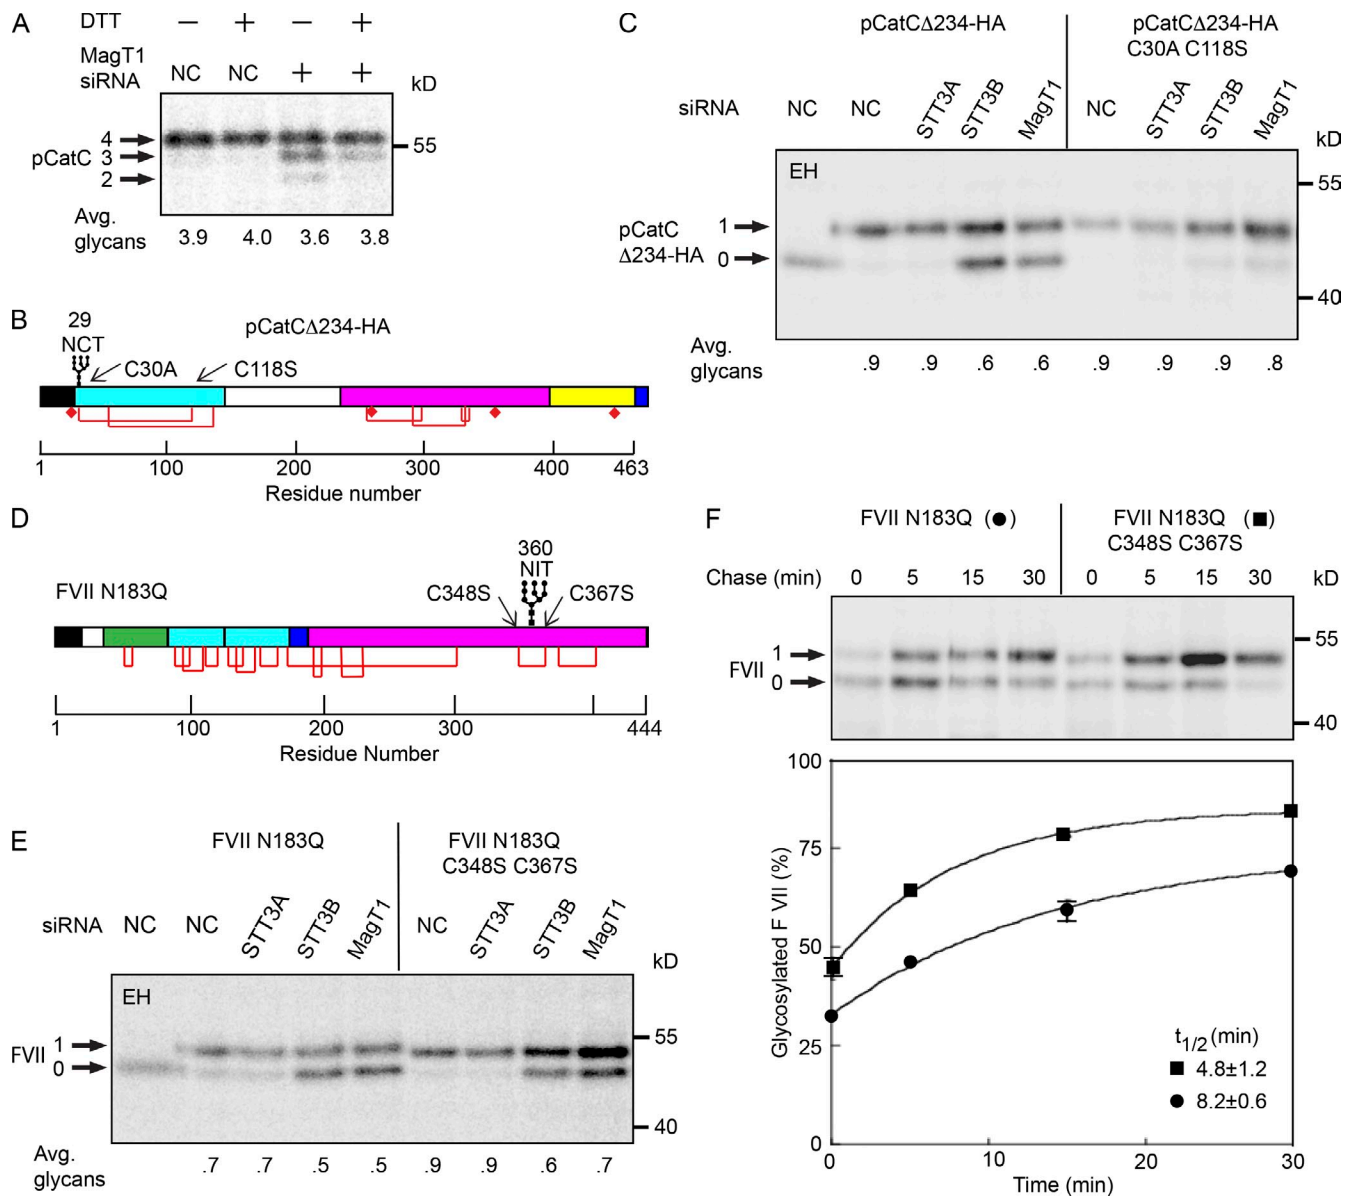 A
DTT − + − +
MagT1
siRNA NC NC + +
kD
4
pCatC 3
2
55
Avg.
glycans 3.9 4.0 3.6 3.8
B
29
NCT
pCatCΔ234-HA
C30A C118S
1 100 200 300 400 463
Residue number
C
pCatCΔ234-HA
pCatCΔ234-HA
C30A C118S
siRNA NC NC STT3A STT3B MagT1 NC STT3A STT3B MagT1
kD
EH
55
pCatC 1
Δ234-HA 0
40
Avg.
glycans .9 .9 .6 .6 .9 .9 .9 .8
D
360
NIT
FVII N183Q
C348S C367S
1 100 200 300 444
Residue Number
E
FVII N183Q
FVII N183Q
C348S C367S
siRNA NC NC STT3A STT3B MagT1 NC STT3A STT3B MagT1
kD
EH
55
FVII 1
0
40
Avg.
glycans .7 .7 .5 .5 .9 .9 .6 .7
F
FVII N183Q (●)
FVII N183Q (■)
C348S C367S
Chase (min) 0 5 15 30 0 5 15 30 kD
55
FVII 1
0
40
100
75
50
25
0
Glycosylated F VII (%)
t1/2 (min)
■ 4.8±1.2
● 8.2±0.6
0 10 20 30
Time (min)